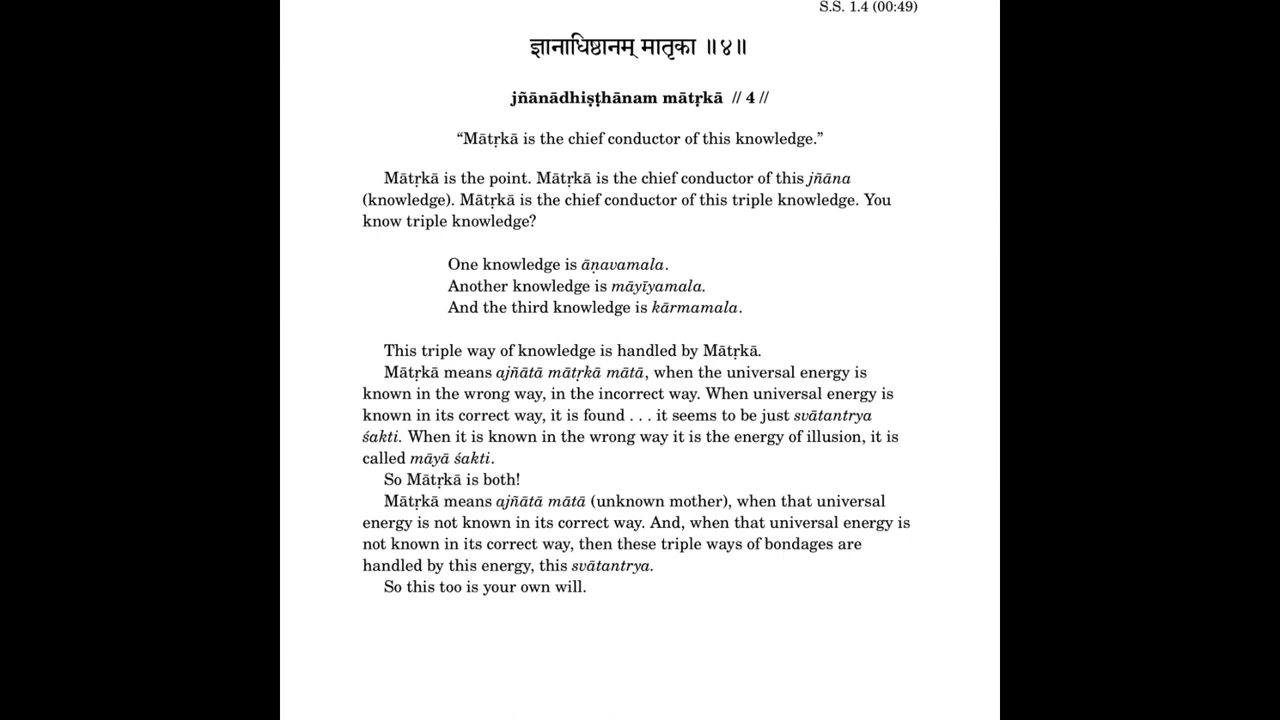 S.S. 1.4 (00:49)
ज्ञानाधिष्ठानम् मातृका ॥४॥
jñānādhiṣṭhānam mātṛkā // 4 //
“Mātṛkā is the chief conductor of this knowledge.”
Mātṛkā is the point. Mātṛkā is the chief conductor of this jñāna
(knowledge). Mātṛkā is the chief conductor of this triple knowledge. You
know triple knowledge?
One knowledge is āṇavamala.
Another knowledge is māyīyamala.
And the third knowledge is kārmamala.
This triple way of knowledge is handled by Mātṛkā.
Mātṛkā means ajñātā mātṛkā mātā, when the universal energy is
known in the wrong way, in the incorrect way. When universal energy is
known in its correct way, it is found . . . it seems to be just svātantrya
śakti. When it is known in the wrong way it is the energy of illusion, it is
called māyā śakti.
So Mātṛkā is both!
Mātṛkā means ajñātā mātā (unknown mother), when that universal
energy is not known in its correct way. And, when that universal energy is
not known in its correct way, then these triple ways of bondages are
handled by this energy, this svātantrya.
So this too is your own will.